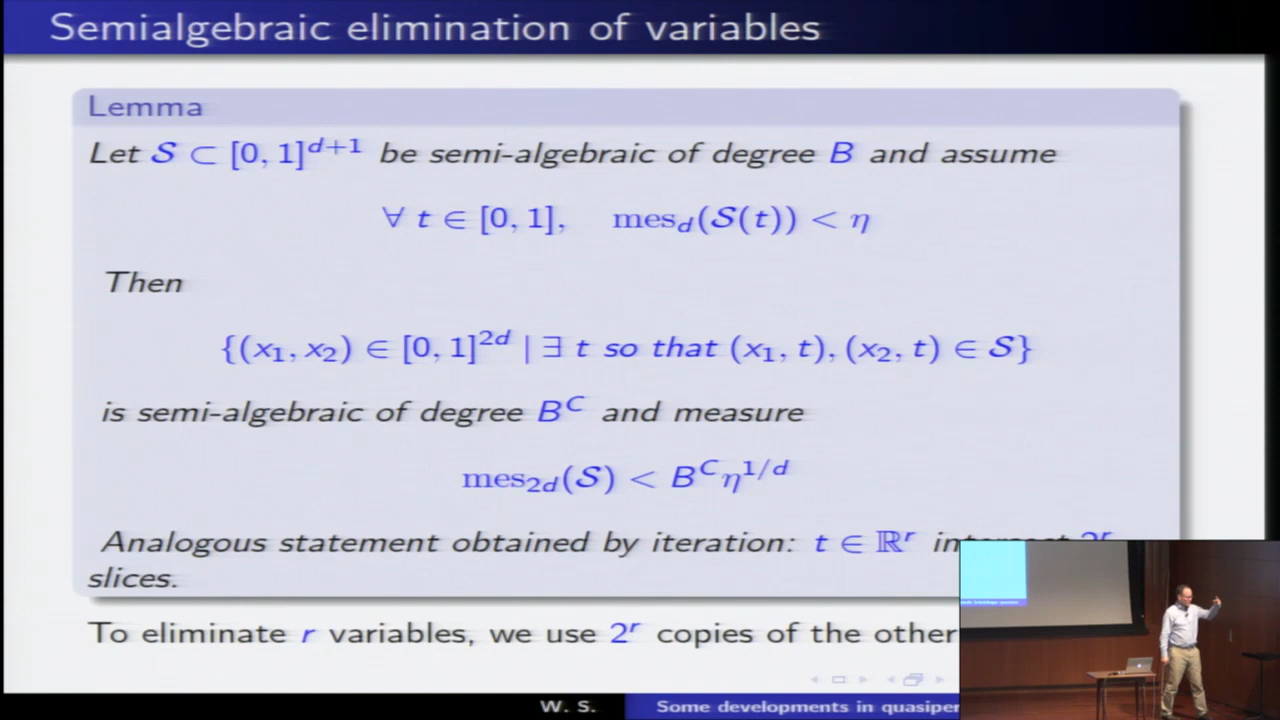 Semialgebraic elimination of variables
Lemma
Let 𝒮 ⊂ [0, 1]^{d+1} be semi-algebraic of degree B and assume
∀ t ∈ [0, 1], mes_d(𝒮(t)) < η
Then
{(x₁, x₂) ∈ [0, 1]^{2d} | ∃ t so that (x₁, t), (x₂, t) ∈ 𝒮}
is semi-algebraic of degree B^C and measure
mes_{2d}(𝒮) < B^C η^{1/d}
Analogous statement obtained by iteration: t ∈ ℝ^r
slices.
To eliminate r variables, we use 2^r copies of the other
W. S. Some developments in